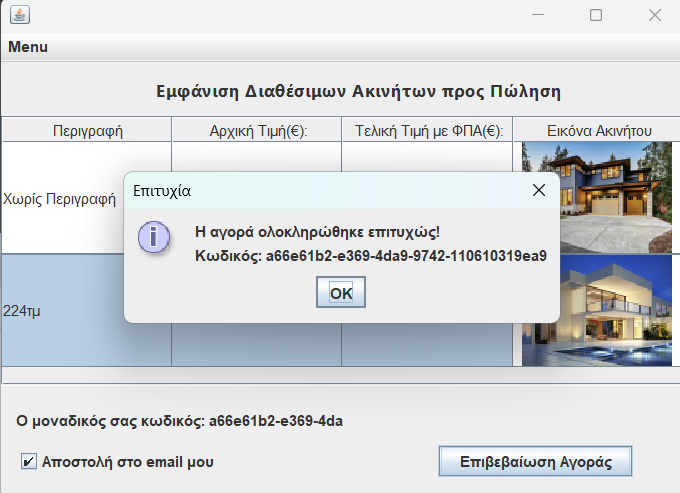 Menu
Εμφάνιση Διαθέσιμων Ακινήτων προς Πώληση
Περιγραφή Αρχική Τιμή(€): Τελική Τιμή με ΦΠΑ(€): Εικόνα Ακινήτου
Χωρίς Περιγραφή
Επιτυχία
Η αγορά ολοκληρώθηκε επιτυχώς!
Κωδικός: a66e61b2-e369-4da9-9742-110610319ea9
OK
224τμ
Ο μοναδικός σας κωδικός: a66e61b2-e369-4da
Αποστολή στο email μου
Επιβεβαίωση Αγοράς